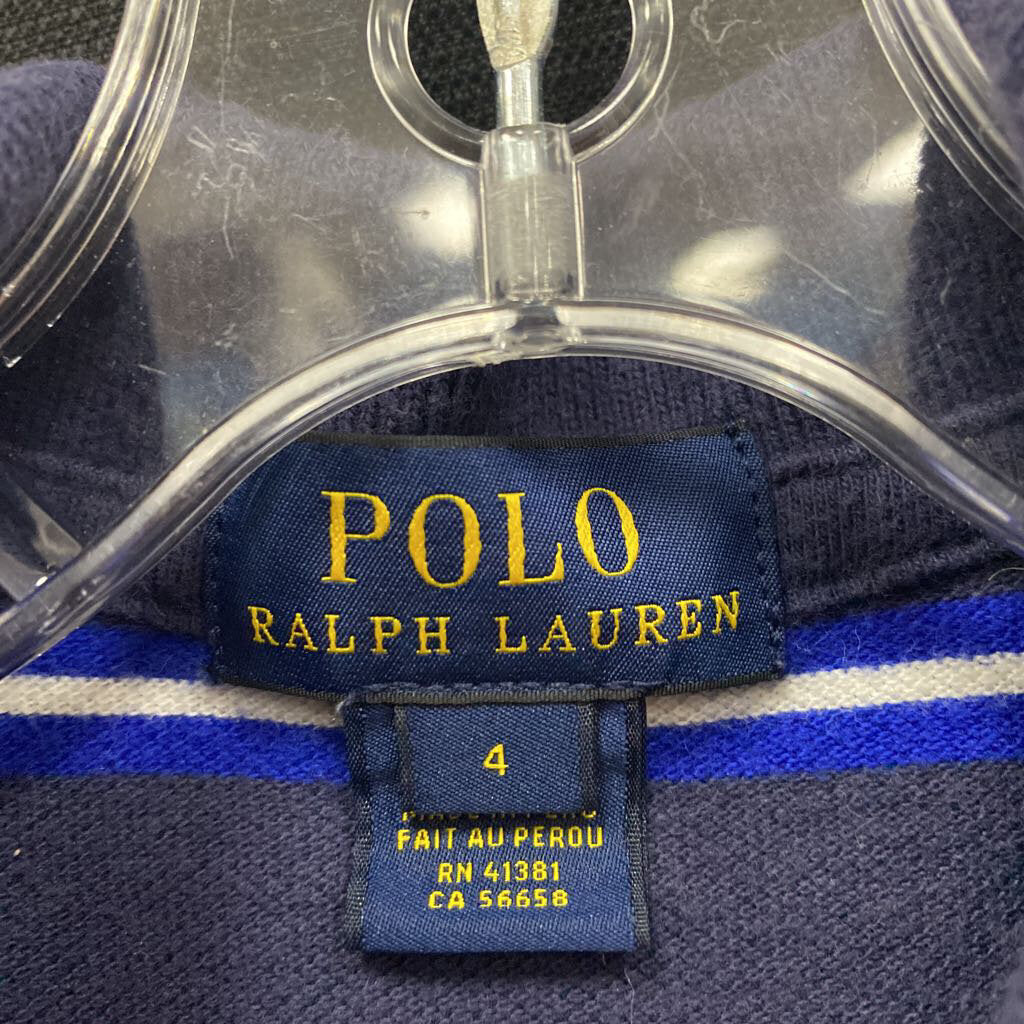 POLO
RALPH LAUREN
4
FAIT AU PEROU
RN 41381
CA 56658